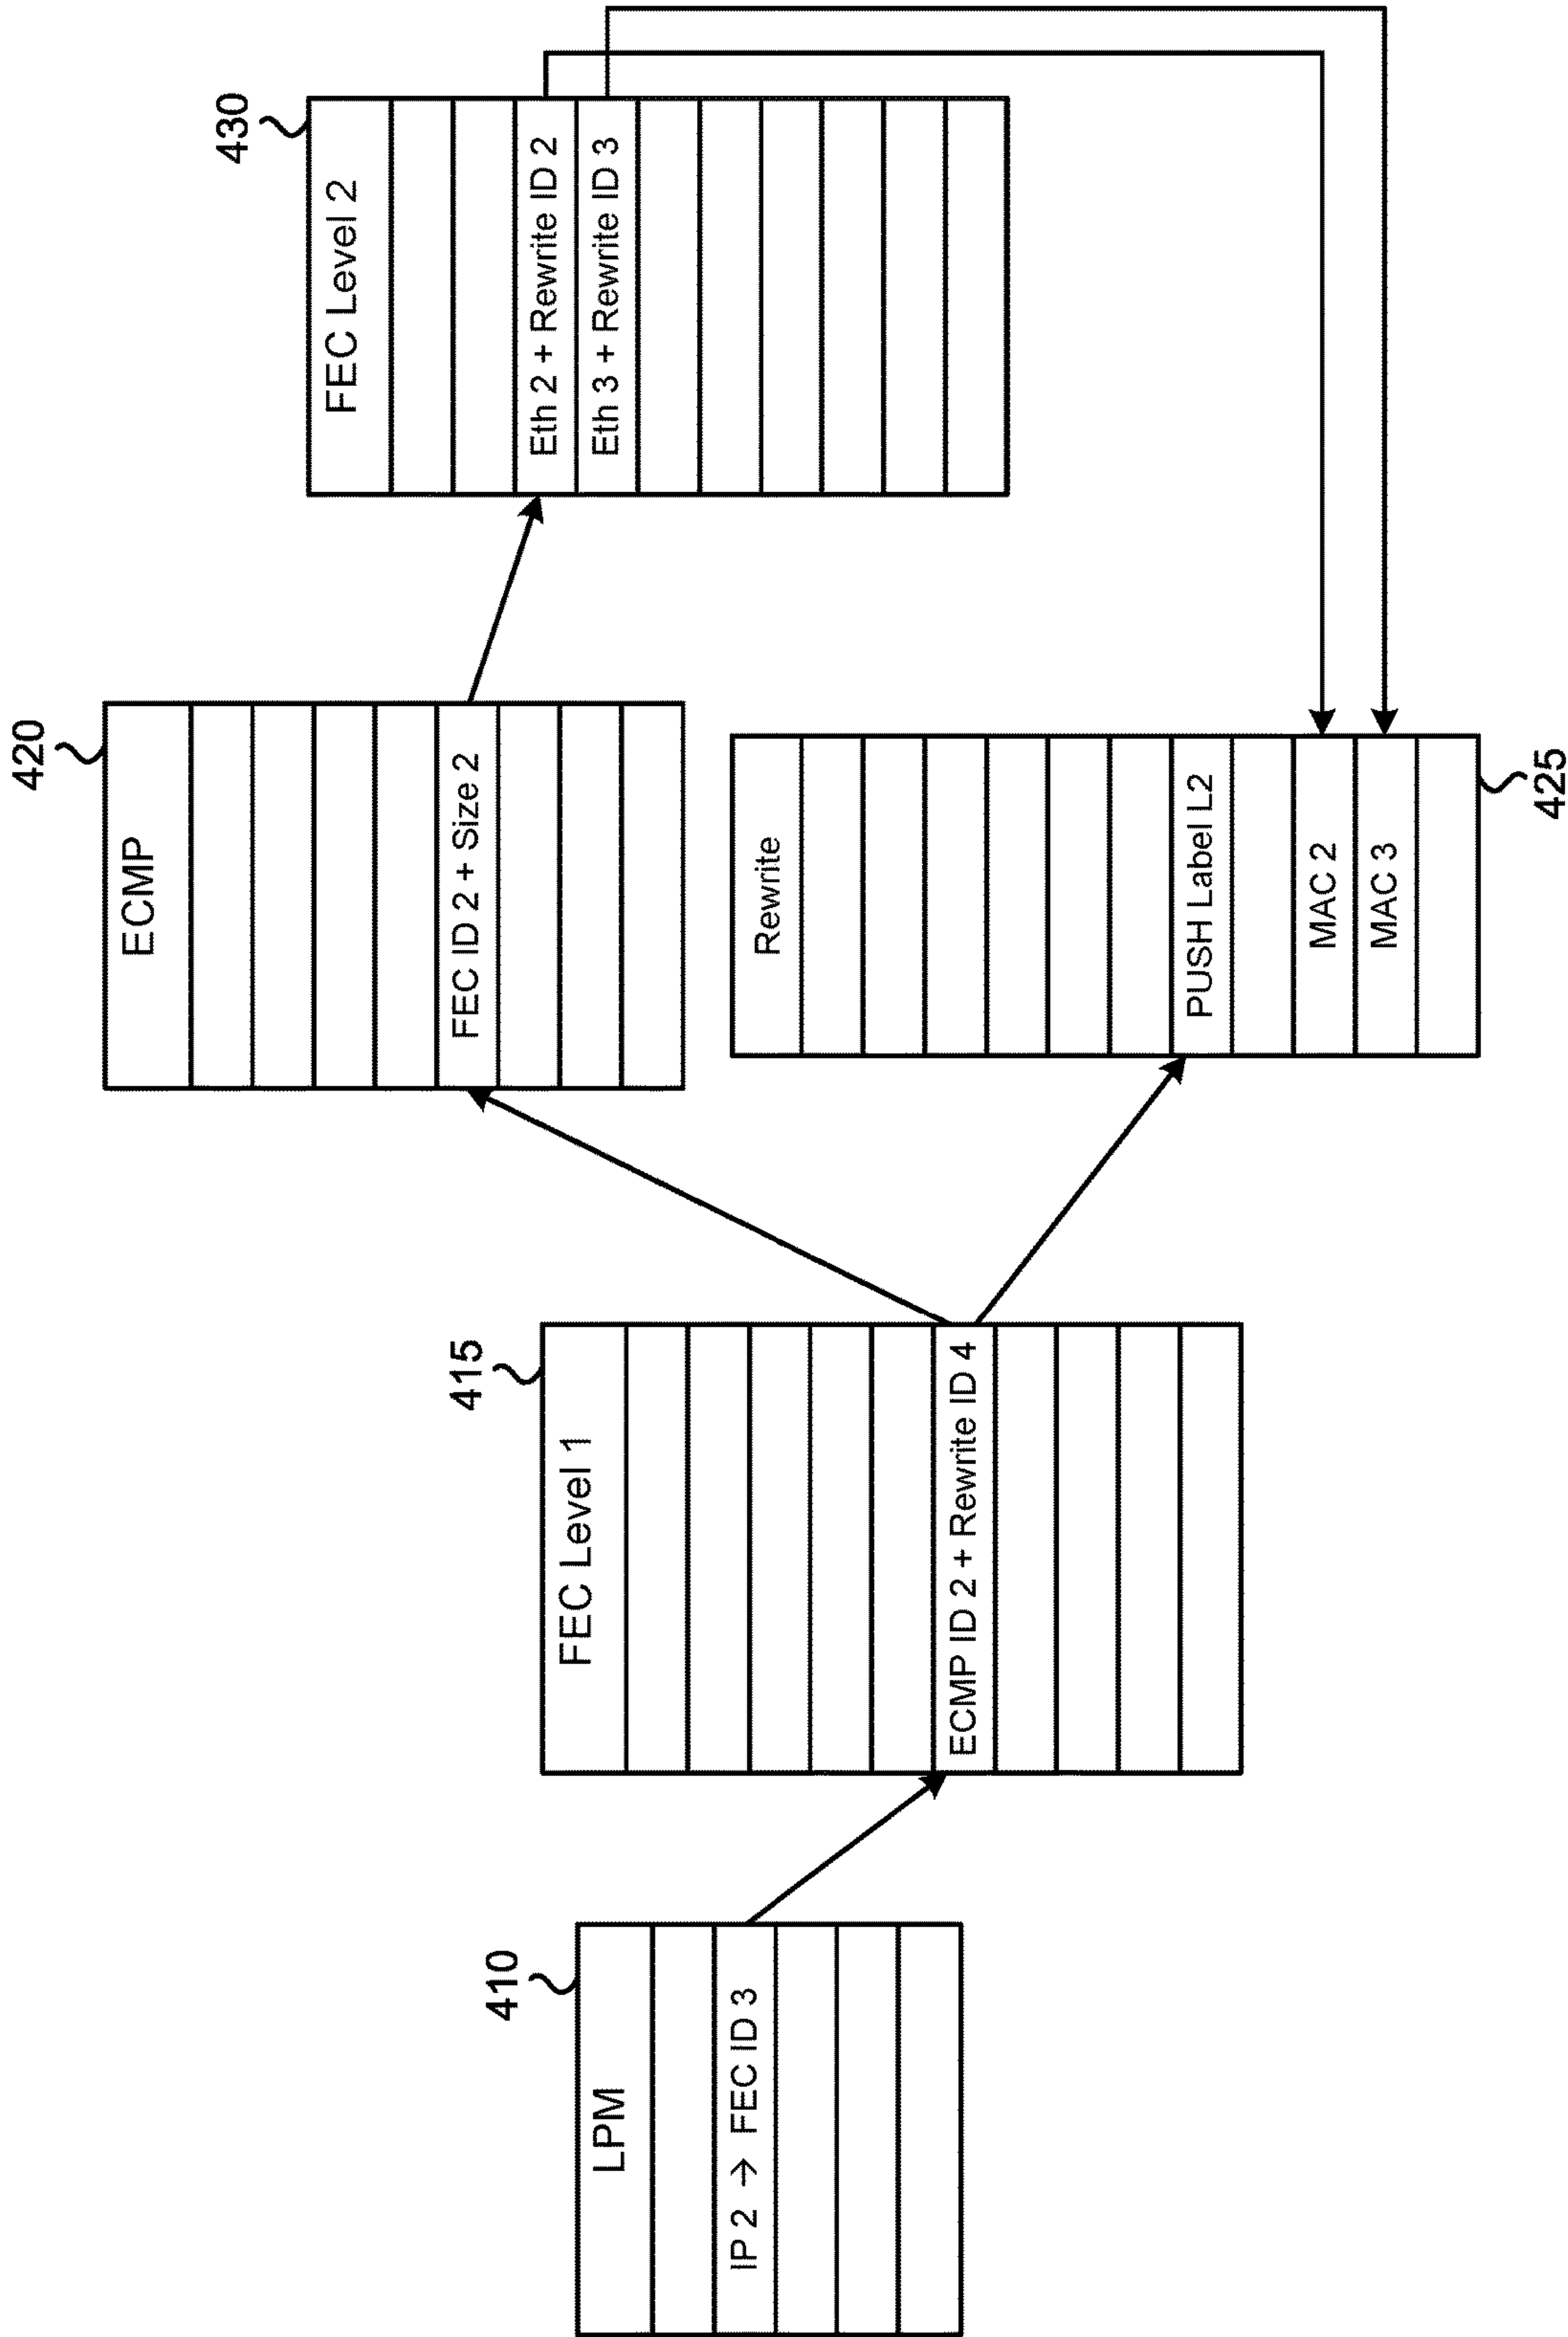 410
LPM
IP 2 → FEC ID 3
415
FEC Level 1
ECMP ID 2 + Rewrite ID 4
420
ECMP
FEC ID 2 + Size 2
Rewrite
PUSH Label L2
MAC 2
MAC 3
425
430
FEC Level 2
Eth 2 + Rewrite ID 2
Eth 3 + Rewrite ID 3